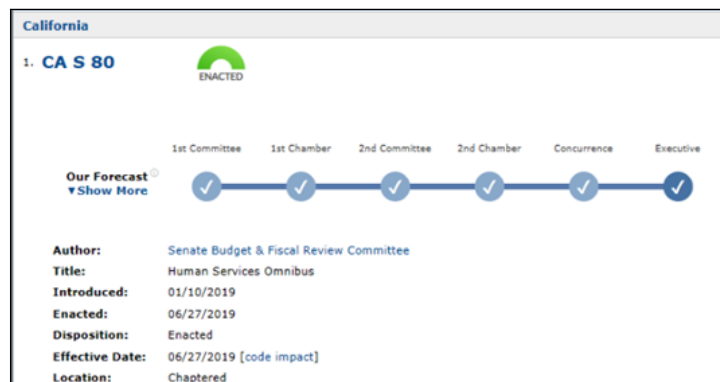 California
1. CA S 80
ENACTED
1st Committee 1st Chamber 2nd Committee 2nd Chamber Concurrence Executive
Our Forecast
▼Show More
Author: Senate Budget & Fiscal Review Committee
Title: Human Services Omnibus
Introduced: 01/10/2019
Enacted: 06/27/2019
Disposition: Enacted
Effective Date: 06/27/2019 [code impact]
Location: Chaptered